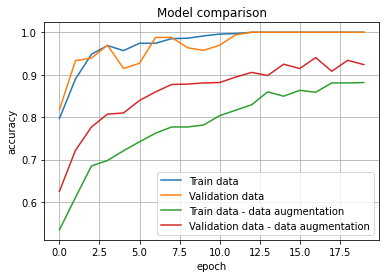 Model comparison
accuracy
1.0
0.9
0.8
0.7
0.6
Train data
Validation data
Train data - data augmentation
Validation data - data augmentation
0.0 2.5 5.0 7.5 10.0 12.5 15.0 17.5
epoch